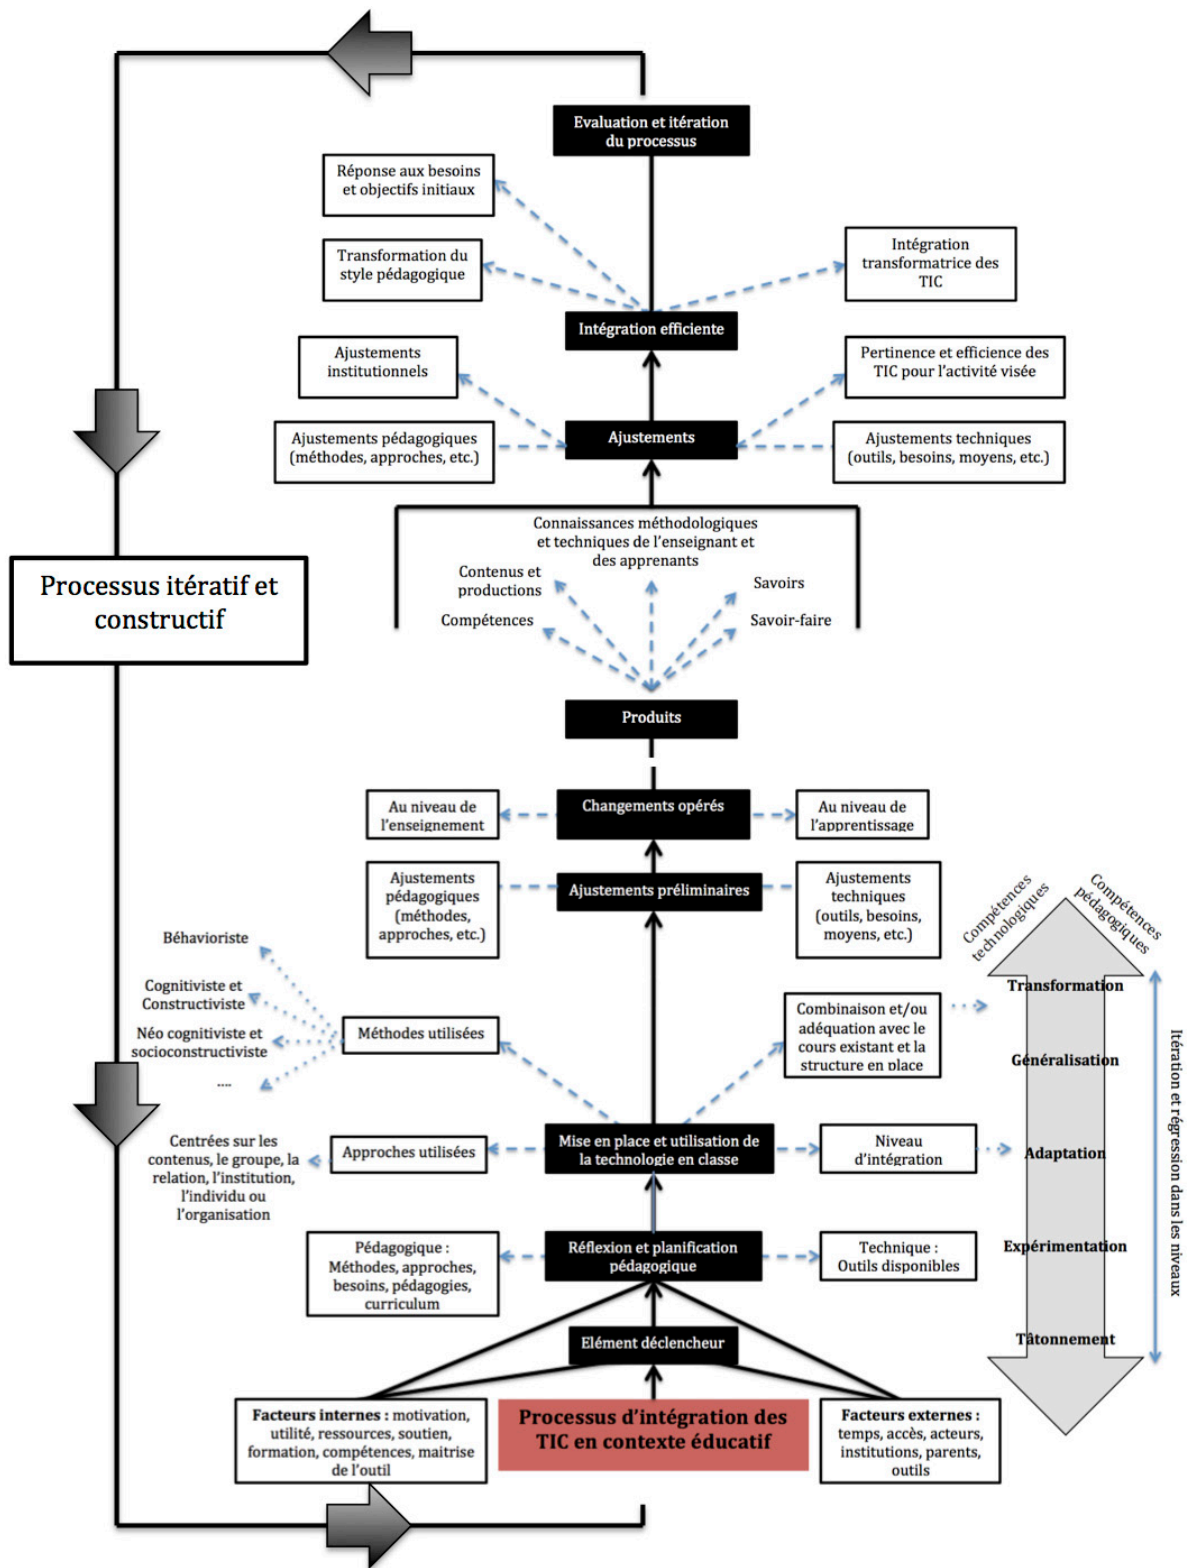 Evaluation et itération
du processus
Réponse aux besoins
et objectifs initiaux
Transformation du
style pédagogique
Intégration
transformatrice des
TIC
Intégration efficiente
Ajustements
institutionnels
Pertinence et efficience des
TIC pour l'activité visée
Ajustements pédagogiques
(méthodes, approches, etc.)
Ajustements
Ajustements techniques
(outils, besoins, moyens, etc.)
Connaissances méthodologiques
et techniques de l'enseignant et
des apprenants
Contenus et
productions
Savoirs
Compétences
Savoir-faire
Processus itératif et
constructif
Produits
Au niveau de
l'enseignement
Changements opérés
Au niveau de
l'apprentissage
Ajustements
pédagogiques
(méthodes,
approches, etc.)
Ajustements préliminaires
Ajustements
techniques
(outils, besoins,
moyens, etc.)
Compétences
technologiques
Compétences
pédagogiques
Béhavioriste
Cognitiviste et
Constructiviste
Néo cognitiviste et
socioconstructiviste
....
Méthodes utilisées
Combinaison et/ou
adéquation avec le
cours existant et la
structure en place
Transformation
Généralisation
Adaptation
Expérimentation
Tâtonnement
Itération et régression dans les niveaux
Centrées sur les
contenus, le groupe, la
relation, l'institution,
l'individu ou
l'organisation
Approches utilisées
Mise en place et utilisation de
la technologie en classe
Niveau
d'intégration
Pédagogique :
Méthodes, approches,
besoins, pédagogies,
curriculum
Réflexion et planification
pédagogique
Technique :
Outils disponibles
Elément déclencheur
Facteurs internes : motivation,
utilité, ressources, soutien,
formation, compétences, maitrise
de l'outil
Processus d'intégration des
TIC en contexte éducatif
Facteurs externes :
temps, accès, acteurs,
institutions, parents,
outils